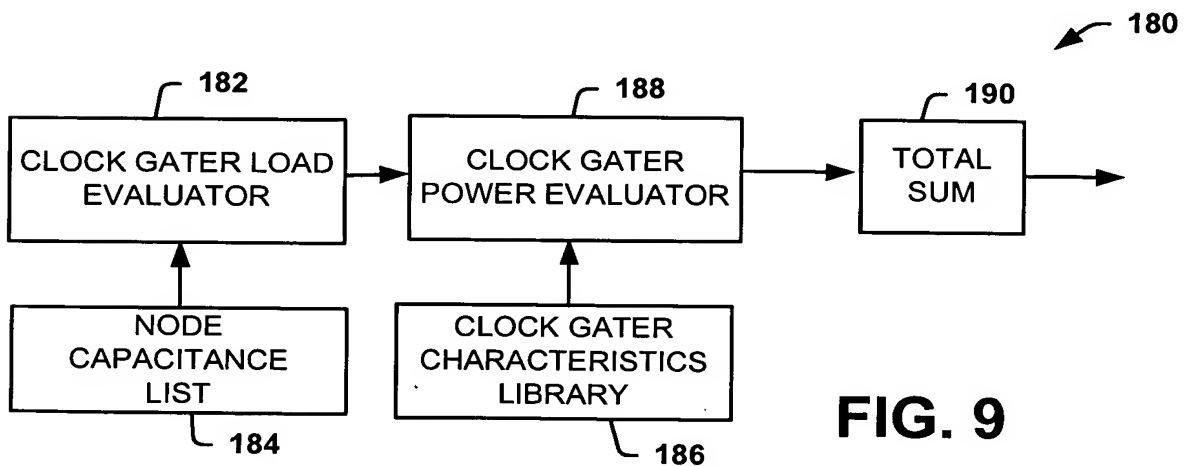 180
182
188
190
CLOCK GATER LOAD
EVALUATOR
CLOCK GATER
POWER EVALUATOR
TOTAL
SUM
NODE
CAPACITANCE
LIST
CLOCK GATER
CHARACTERISTICS
LIBRARY
184
186
FIG. 9